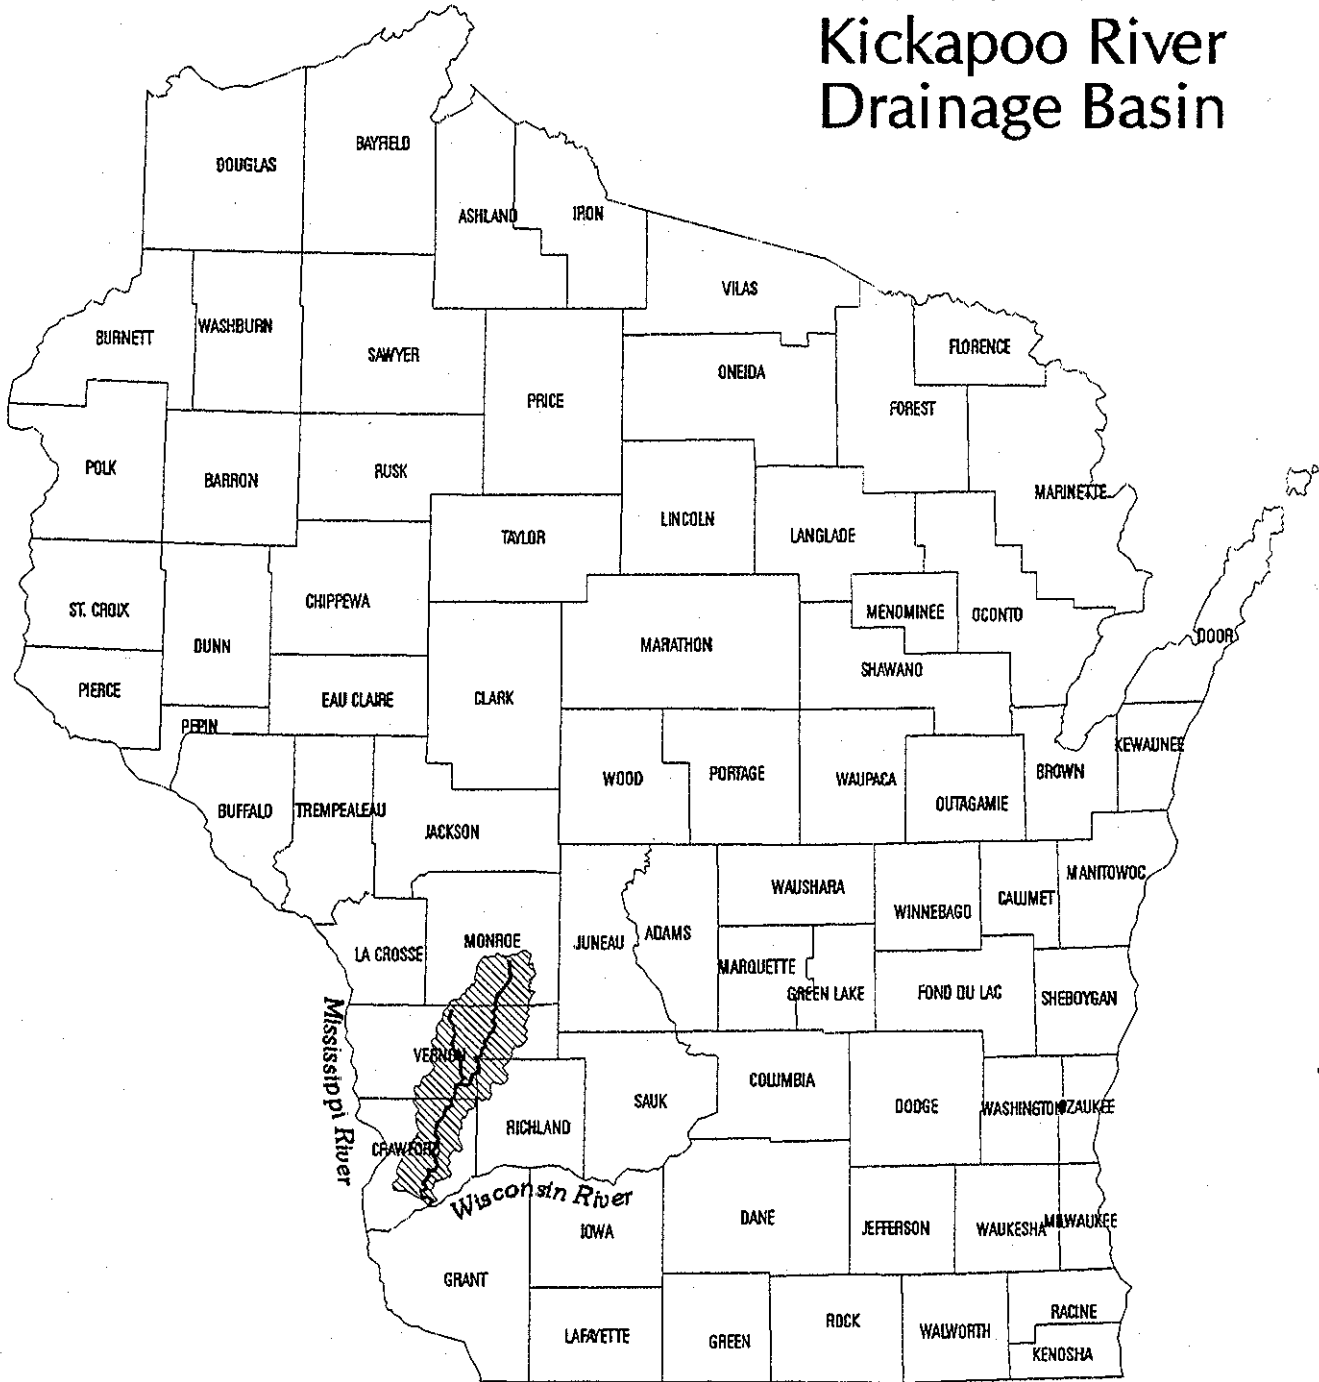 Kickapoo River
Drainage Basin
DOUGLAS
BAYFIELD
ASHLAND
IRON
VILAS
BURNETT
WASHBURN
SAWYER
PRICE
ONEIDA
FLORENCE
FOREST
POLK
BARRON
RUSK
MARINETTE
TAYLOR
LINCOLN
LANGLADE
ST. CROIX
DUNN
CHIPPEWA
MENOMINEE
OCONTO
DOOR
MARATHON
SHAWANO
PIERCE
EAU CLAIRE
CLARK
PEPIN
KEWAUNEE
WOOD
PORTAGE
WAUPACA
BROWN
OUTAGAMIE
BUFFALO
TREMPEALEAU
JACKSON
MANITOWOC
WAUSHARA
WINNEBAGO
CALUMET
LA CROSSE
MONROE
JUNEAU
ADAMS
MARQUETTE
GREEN LAKE
FOND DU LAC
SHEBOYGAN
Mississippi River
VERNON
RICHLAND
SAUK
COLUMBIA
DODGE
WASHINGTON
OZAUKEE
CRAWFORD
Wisconsin River
IOWA
DANE
JEFFERSON
WAUKESHA
MILWAUKEE
GRANT
LAFAYETTE
GREEN
ROCK
WALWORTH
RACINE
KENOSHA